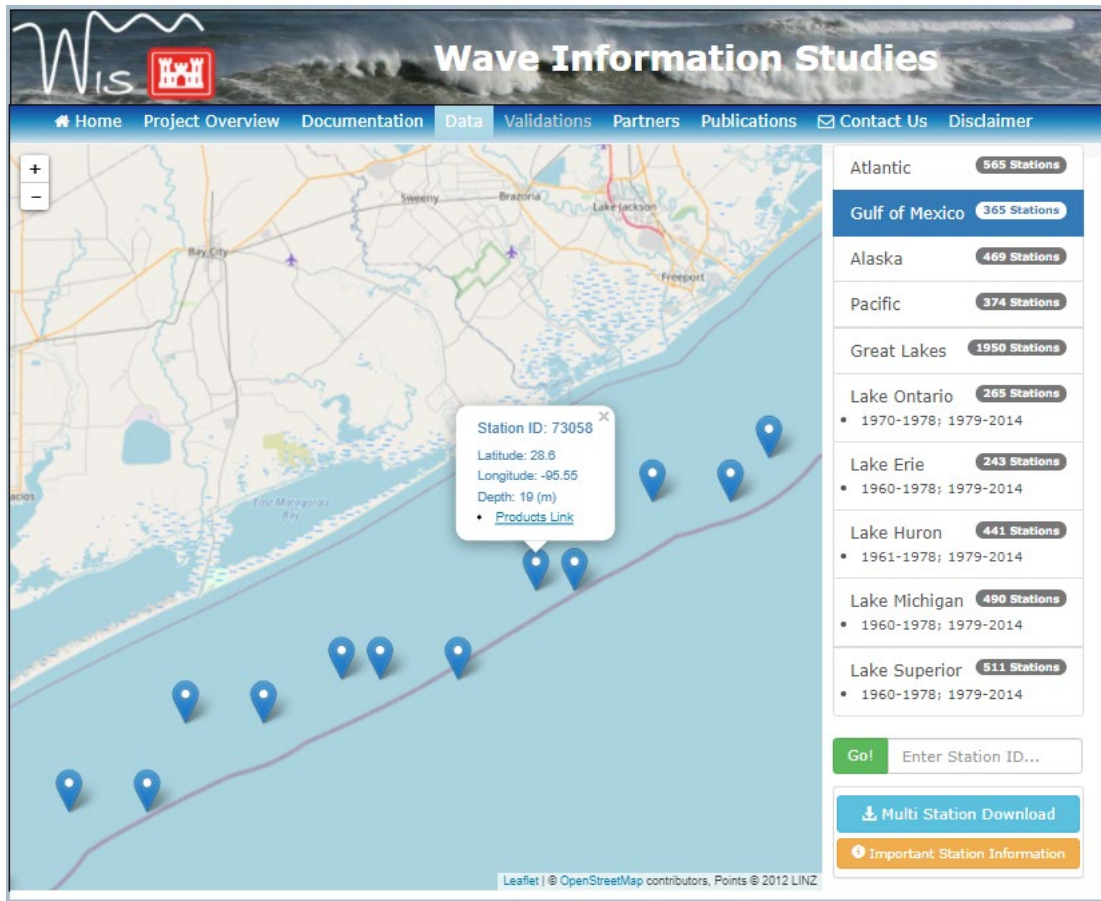 WIS
Wave Information Studies
Home Project Overview Documentation Data Validations Partners Publications Contact Us Disclaimer
+
−
Sweeny
Brazoria
Lake Jackson
Bay City
Freeport
East Matagorda
Bay
acios
Station ID: 73058
×
Latitude: 28.6
Longitude: -95.55
Depth: 19 (m)
• Products Link
Leaflet | © OpenStreetMap contributors, Points © 2012 LINZ
Atlantic 565 Stations
Gulf of Mexico 365 Stations
Alaska 469 Stations
Pacific 374 Stations
Great Lakes 1950 Stations
Lake Ontario 265 Stations
• 1970-1978; 1979-2014
Lake Erie 243 Stations
• 1960-1978; 1979-2014
Lake Huron 441 Stations
• 1961-1978; 1979-2014
Lake Michigan 490 Stations
• 1960-1978; 1979-2014
Lake Superior 511 Stations
• 1960-1978; 1979-2014
Go! Enter Station ID...
Multi Station Download
Important Station Information